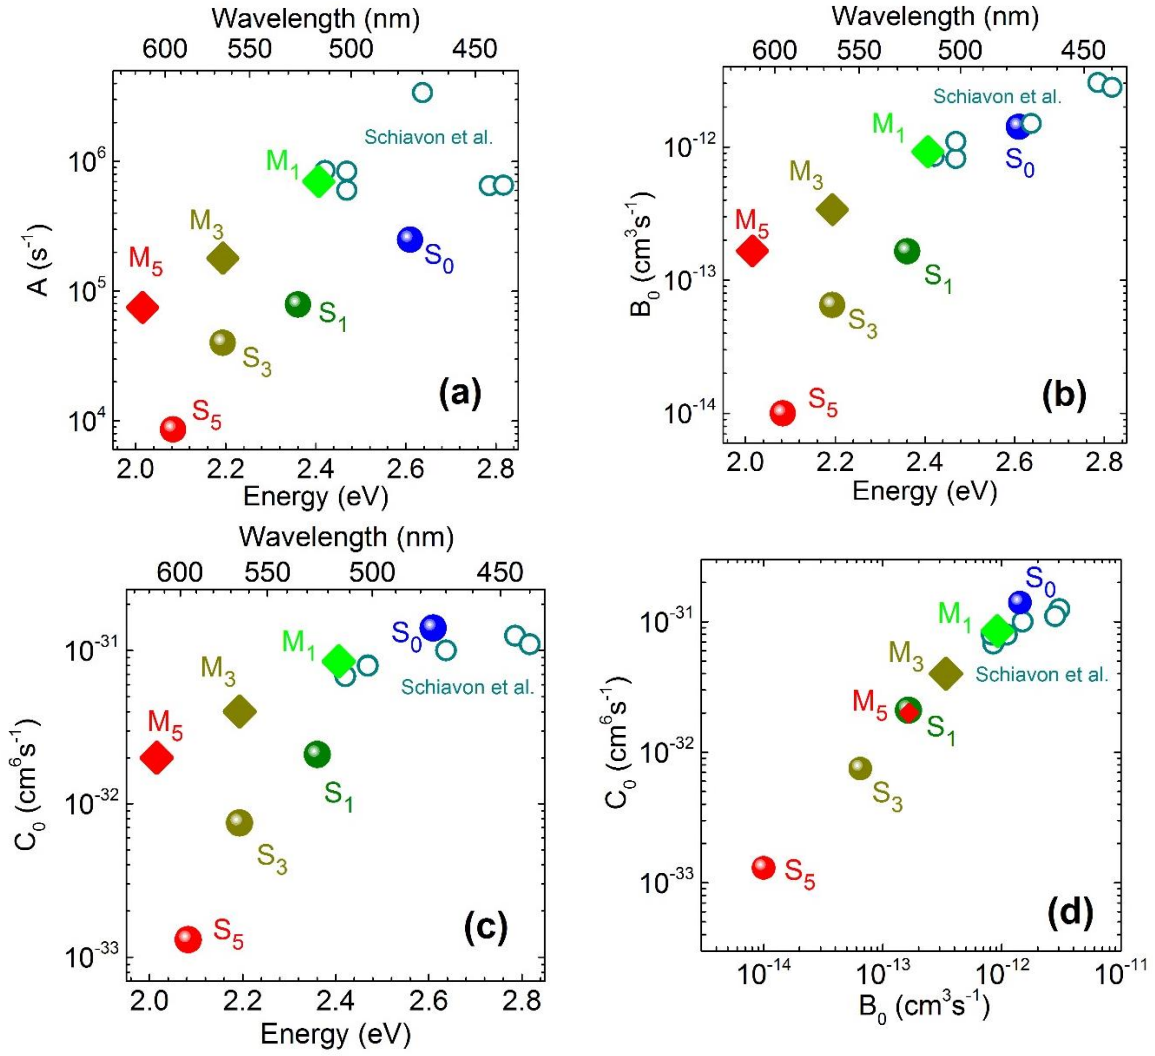 Wavelength (nm)
600 550 500 450
10⁶
10⁵
10⁴
A (s⁻¹)
Schiavon et al.
M₁
M₃
M₅
S₀
S₁
S₃
S₅
(a)
2.0 2.2 2.4 2.6 2.8
Energy (eV)
Wavelength (nm)
600 550 500 450
10⁻¹²
10⁻¹³
10⁻¹⁴
B₀ (cm³s⁻¹)
Schiavon et al.
M₁
S₀
M₃
M₅
S₁
S₃
S₅
(b)
2.0 2.2 2.4 2.6 2.8
Energy (eV)
Wavelength (nm)
600 550 500 450
10⁻³¹
10⁻³²
10⁻³³
C₀ (cm⁶s⁻¹)
S₀
M₁
M₃
Schiavon et al.
M₅
S₁
S₃
S₅
(c)
2.0 2.2 2.4 2.6 2.8
Energy (eV)
10⁻³¹
10⁻³²
10⁻³³
C₀ (cm⁶s⁻¹)
S₀
M₁
M₃
Schiavon et al.
M₅
S₁
S₃
S₅
(d)
10⁻¹⁴ 10⁻¹³ 10⁻¹² 10⁻¹¹
B₀ (cm³s⁻¹)